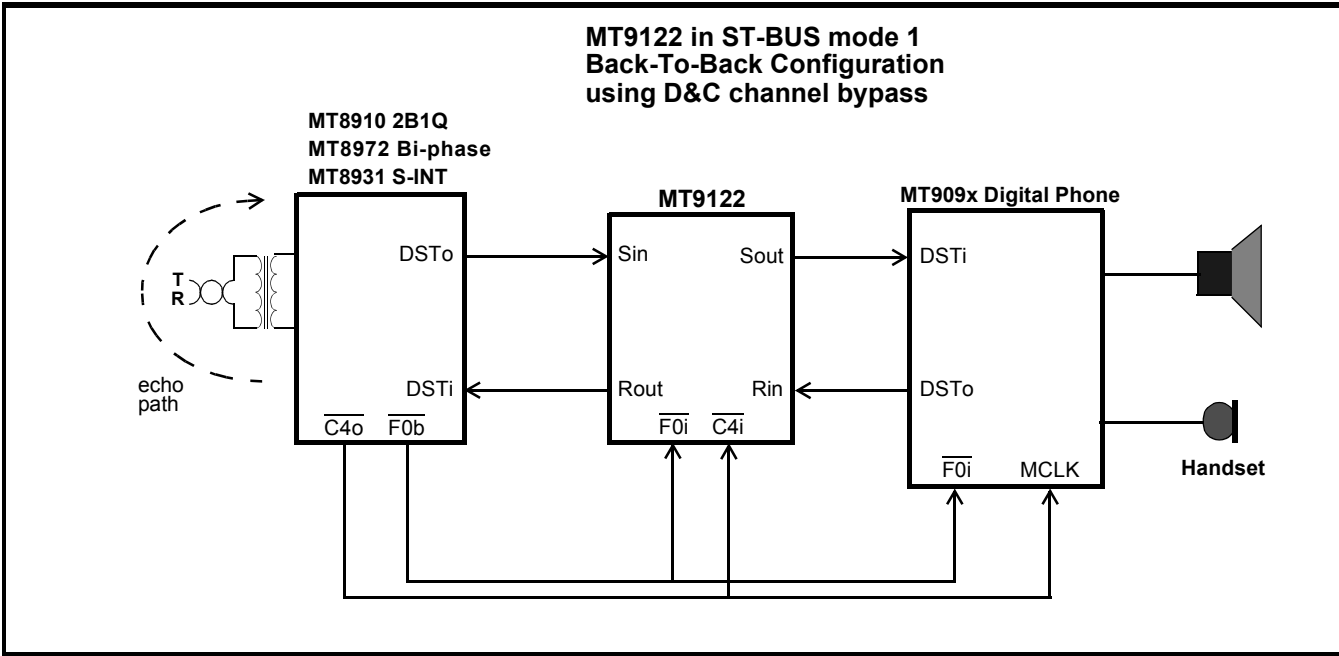 MT9122 in ST-BUS mode 1
Back-To-Back Configuration
using D&C channel bypass
MT8910 2B1Q
MT8972 Bi-phase
MT8931 S-INT
MT9122
MT909x Digital Phone
DSTo
Sin
Sout
DSTi
T
R
echo
path
DSTi
Rout
Rin
DSTo
C4o
F0b
F0i
C4i
F0i
MCLK
Handset